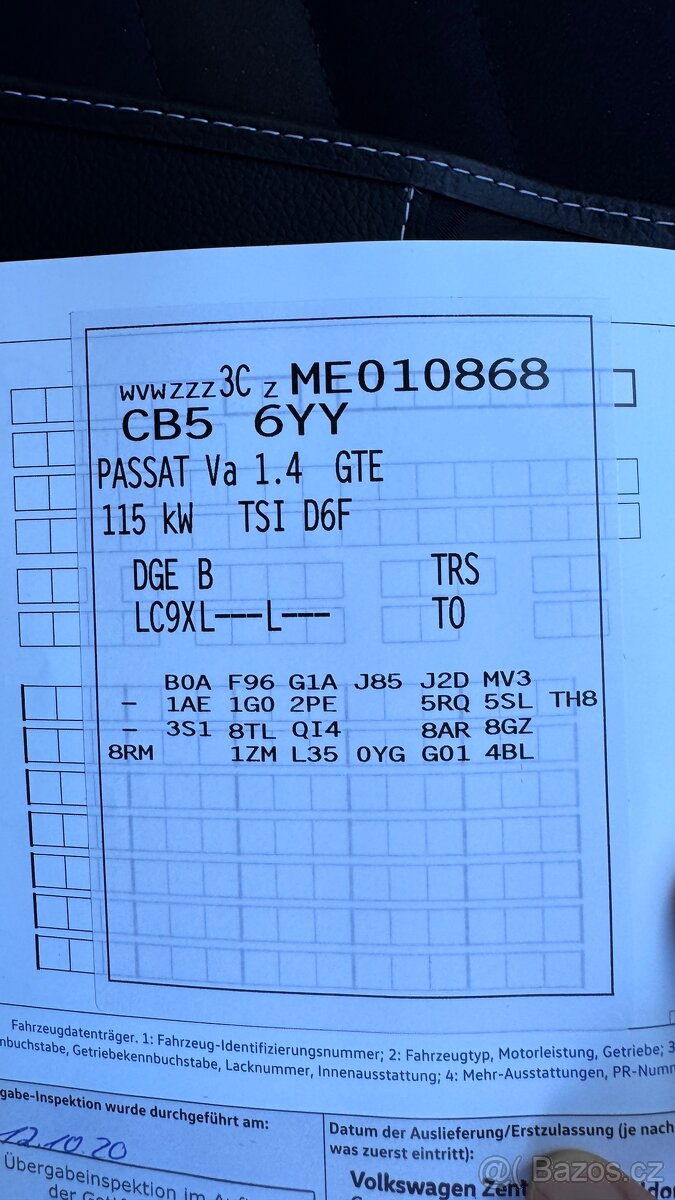 WVWZZZ3C Z ME010868
CB5 6YY
PASSAT Va 1.4 GTE
115 kW TSI D6F
DGE B TRS
LC9XL---L--- TO
B0A F96 G1A J85 J2D MV3
- 1AE 1G0 2PE 5RQ 5SL TH8
- 3S1 8TL QI4 8AR 8GZ
8RM 1ZM L35 0YG G01 4BL
Fahrzeugdatenträger. 1: Fahrzeug-Identifizierungsnummer; 2: Fahrzeugtyp, Motorleistung, Getriebe; 3
nbuchstabe, Getriebekennbuchstabe, Lacknummer, Innenausstattung; 4: Mehr-Ausstattungen, PR-Numm
gabe-Inspektion wurde durchgeführt am:
12.10.20
Übergabeinspektion im
Datum der Auslieferung/Erstzulassung (je nach
was zuerst eintritt):
Volkswagen Zent
@ Bazos.cz